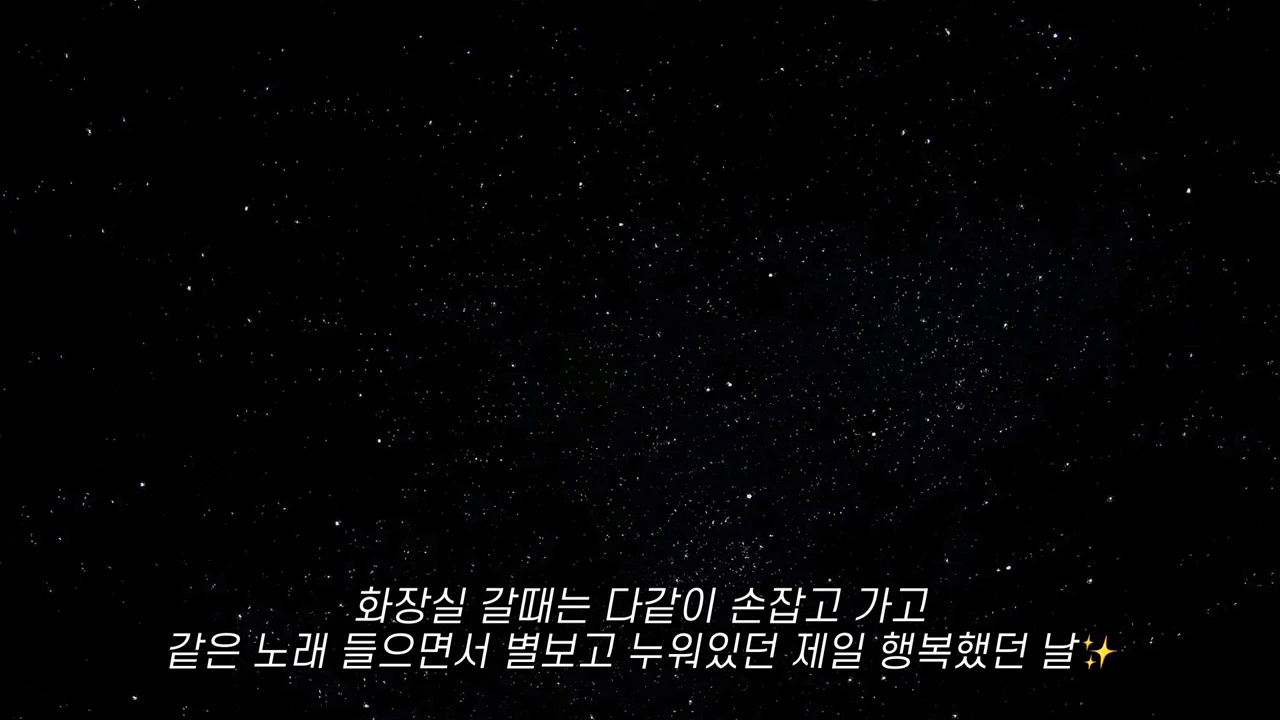 화장실 갈때는 다같이 손잡고 가고
같은 노래 들으면서 별보고 누워있던 제일 행복했던 날✨